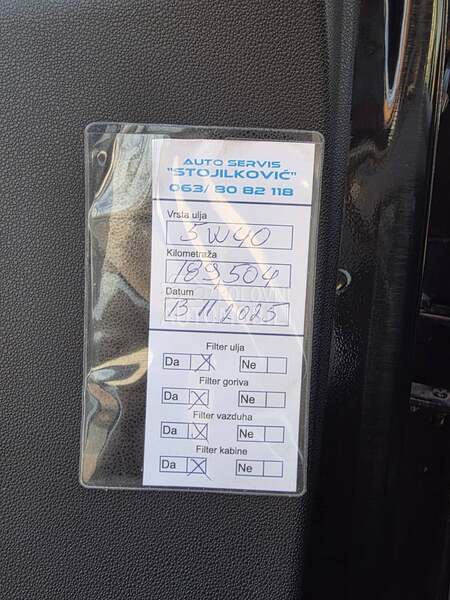 AUTO SERVIS
"STOJILKOVIĆ"
063/ 80 82 118
Vrsta ulja
5W40
Kilometraža
189,504
Datum
13 11.2025
Filter ulja
Da X Ne
Filter goriva
Da X Ne
Filter vazduha
Da X Ne
Filter kabine
Da X Ne